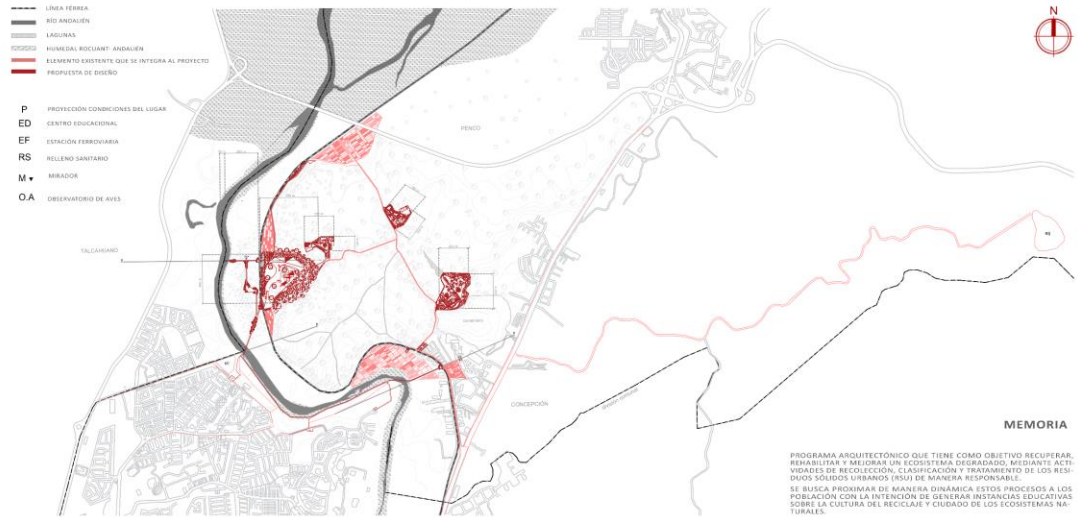 LÍNEA FÉRREA
RÍO ANDALIÉN
LAGUNAS
HUMEDAL ROCUANT- ANDALIÉN
ELEMENTO EXISTENTE QUE SE INTEGRA AL PROYECTO
PROPUESTA DE DISEÑO
N
P PROYECCIÓN CONDICIONES DEL LUGAR
ED CENTRO EDUCACIONAL
EF ESTACIÓN FERROVIARIA
RS RELLENO SANITARIO
M ▾ MIRADOR
O.A OBSERVATORIO DE AVES
PENCO
TALCAHUANO
RS
CONCEPCIÓN
MEMORIA
PROGRAMA ARQUITECTÓNICO QUE TIENE COMO OBJETIVO RECUPERAR,
REHABILITAR Y MEJORAR UN ECOSISTEMA DEGRADADO, MEDIANTE ACTI-
VIDADES DE RECOLECCIÓN, CLASIFICACIÓN Y TRATAMIENTO DE LOS RESI-
DUOS SÓLIDOS URBANOS (RSU) DE MANERA RESPONSABLE.
SE BUSCA PROXIMAR DE MANERA DINÁMICA ESTOS PROCESOS A LOS
POBLACIÓN CON LA INTENCIÓN DE GENERAR INSTANCIAS EDUCATIVAS
SOBRE LA CULTURA DEL RECICLAJE Y CIUDADO DE LOS ECOSISTEMAS NA-
TURALES.